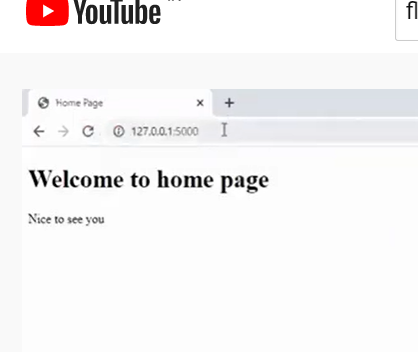 YouTube
fl
Home Page
127.0.0.1:5000
Welcome to home page
Nice to see you